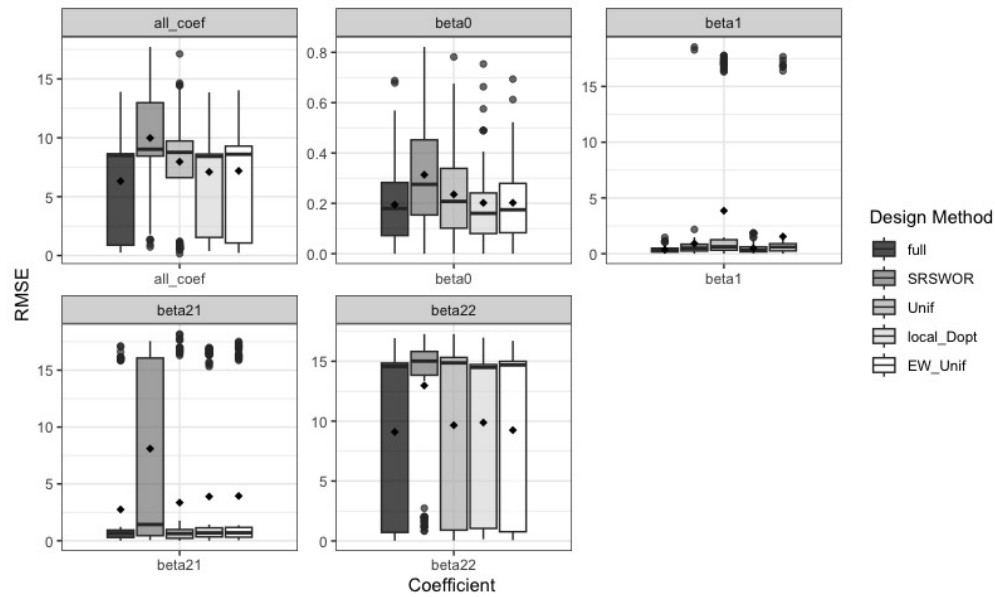 all_coef
beta0
beta1
15
10
5
0
0.8
0.6
0.4
0.2
0.0
15
10
5
0
all_coef
beta0
beta1
RMSE
beta21
beta22
15
10
5
0
15
10
5
0
beta21
beta22
Coefficient
Design Method
full
SRSWOR
Unif
local_Dopt
EW_Unif